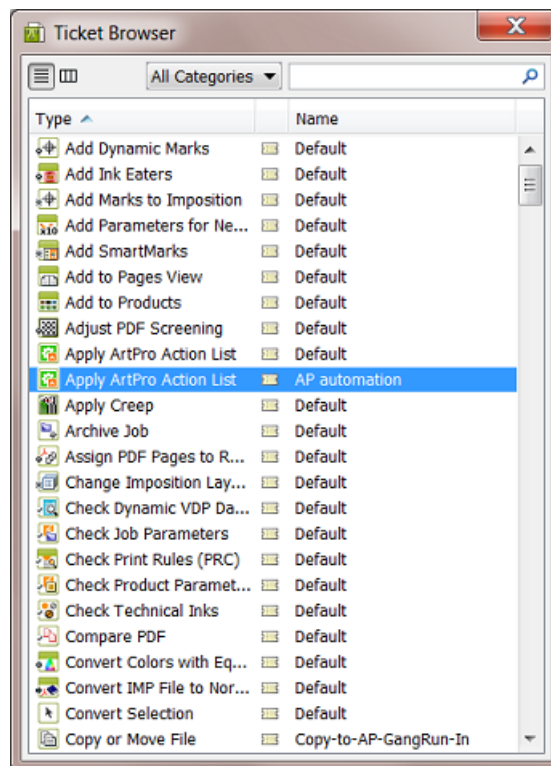 Ticket Browser
All Categories
Type Name
Add Dynamic Marks Default
Add Ink Eaters Default
Add Marks to Imposition Default
Add Parameters for Ne... Default
Add SmartMarks Default
Add to Pages View Default
Add to Products Default
Adjust PDF Screening Default
Apply ArtPro Action List Default
Apply ArtPro Action List AP automation
Apply Creep Default
Archive Job Default
Assign PDF Pages to R... Default
Change Imposition Lay... Default
Check Dynamic VDP Da... Default
Check Job Parameters Default
Check Print Rules (PRC) Default
Check Product Paramet... Default
Check Technical Inks Default
Compare PDF Default
Convert Colors with Eq... Default
Convert IMP File to Nor... Default
Convert Selection Default
Copy or Move File Copy-to-AP-GangRun-In